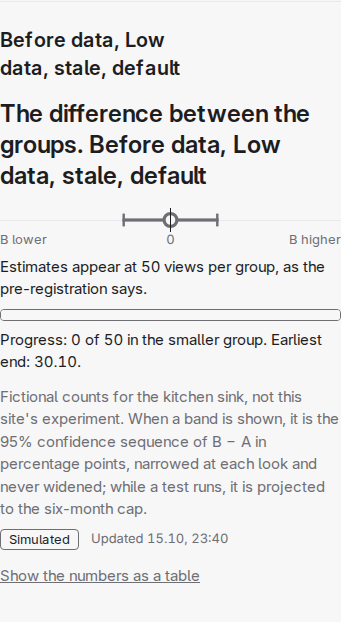 Before data, Low
data, stale, default
The difference between the
groups. Before data, Low
data, stale, default
B lower
0
B higher
Estimates appear at 50 views per group, as the
pre-registration says.
Progress: 0 of 50 in the smaller group. Earliest
end: 30.10.
Fictional counts for the kitchen sink, not this
site's experiment. When a band is shown, it is the
95% confidence sequence of B − A in
percentage points, narrowed at each look and
never widened; while a test runs, it is projected
to the six-month cap.
Simulated Updated 15.10, 23:40
Show the numbers as a table